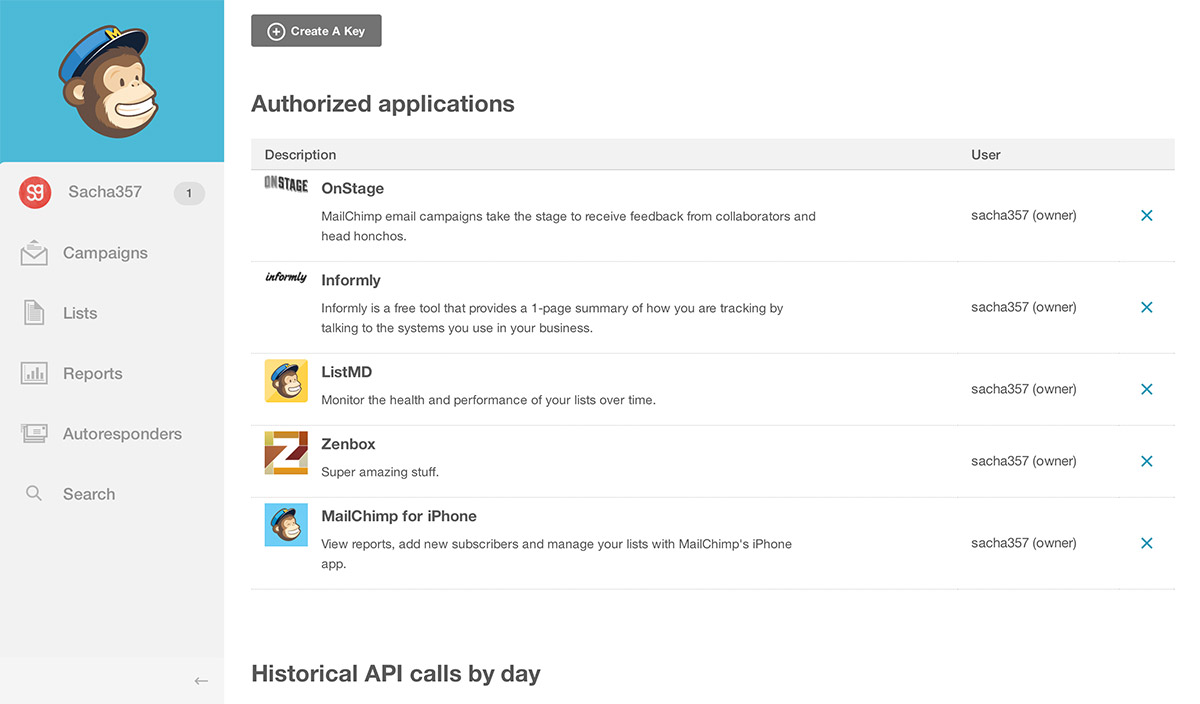 Create A Key
Authorized applications
Description User
Sacha357 1
Campaigns
Lists
Reports
Autoresponders
Search
ONSTAGE
OnStage
MailChimp email campaigns take the stage to receive feedback from collaborators and
head honchos.
sacha357 (owner)
informly
Informly
Informly is a free tool that provides a 1-page summary of how you are tracking by
talking to the systems you use in your business.
sacha357 (owner)
ListMD
Monitor the health and performance of your lists over time.
sacha357 (owner)
Z
Zenbox
Super amazing stuff.
sacha357 (owner)
MailChimp for iPhone
View reports, add new subscribers and manage your lists with MailChimp's iPhone
app.
sacha357 (owner)
Historical API calls by day